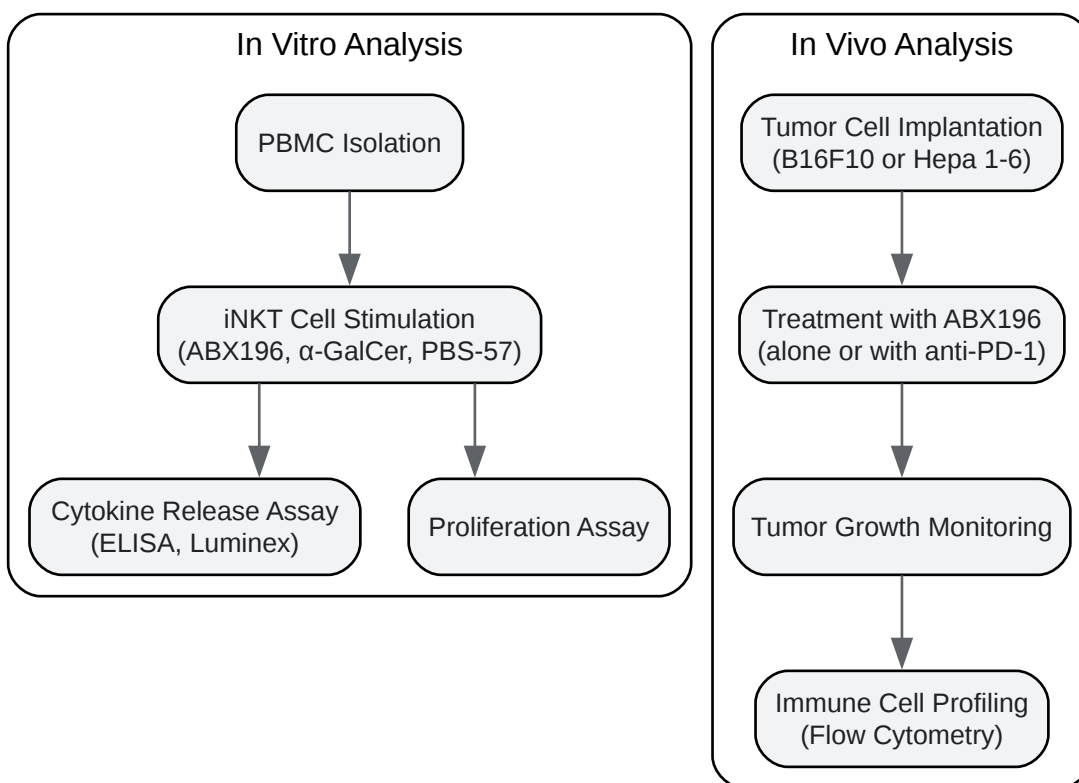 In Vitro Analysis
PBMC Isolation
iNKT Cell Stimulation
(ABX196, α-GalCer, PBS-57)
Cytokine Release Assay
(ELISA, Luminex)
Proliferation Assay
In Vivo Analysis
Tumor Cell Implantation
(B16F10 or Hepa 1-6)
Treatment with ABX196
(alone or with anti-PD-1)
Tumor Growth Monitoring
Immune Cell Profiling
(Flow Cytometry)